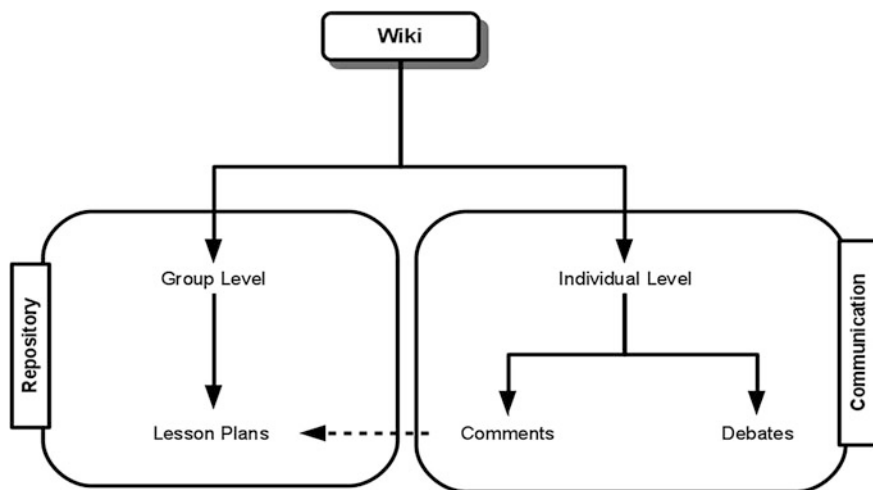 Wiki
Group Level
Individual Level
Repository
Communication
Lesson Plans
Comments
Debates